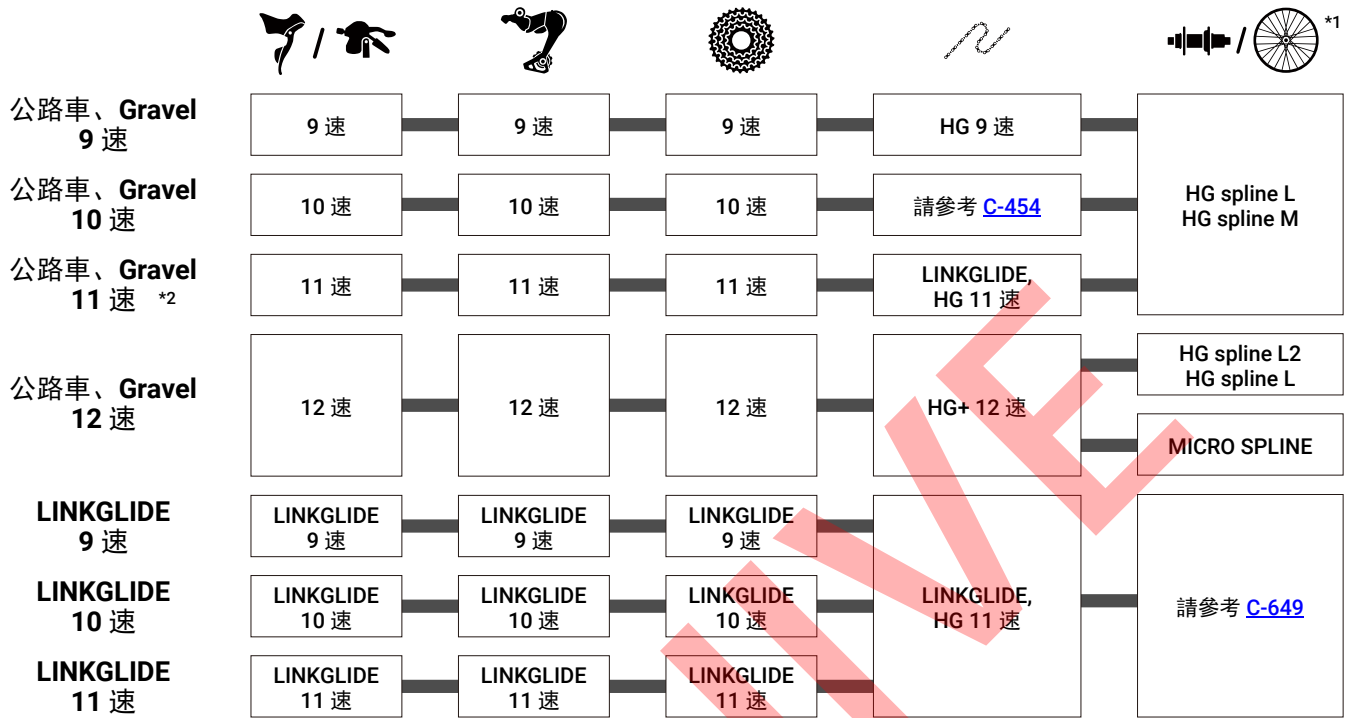 *1
公路車、Gravel
9 速
9 速
9 速
9 速
HG 9 速
HG spline L
HG spline M
公路車、Gravel
10 速
10 速
10 速
10 速
請參考 C-454
公路車、Gravel
11 速 *2
11 速
11 速
11 速
LINKGLIDE,
HG 11 速
公路車、Gravel
12 速
12 速
12 速
12 速
HG+ 12 速
HG spline L2
HG spline L
MICRO SPLINE
LINKGLIDE
9 速
LINKGLIDE
9 速
LINKGLIDE
9 速
LINKGLIDE
9 速
LINKGLIDE,
HG 11 速
請參考 C-649
LINKGLIDE
10 速
LINKGLIDE
10 速
LINKGLIDE
10 速
LINKGLIDE
10 速
LINKGLIDE
11 速
LINKGLIDE
11 速
LINKGLIDE
11 速
LINKGLIDE
11 速
IVE